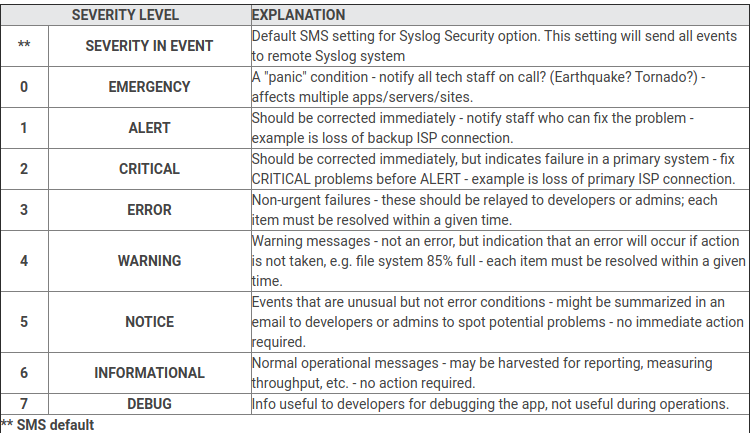 SEVERITY LEVEL EXPLANATION
** SEVERITY IN EVENT Default SMS setting for Syslog Security option. This setting will send all events
to remote Syslog system
0 EMERGENCY A "panic" condition - notify all tech staff on call? (Earthquake? Tornado?) -
affects multiple apps/servers/sites.
1 ALERT Should be corrected immediately - notify staff who can fix the problem -
example is loss of backup ISP connection.
2 CRITICAL Should be corrected immediately, but indicates failure in a primary system - fix
CRITICAL problems before ALERT - example is loss of primary ISP connection.
3 ERROR Non-urgent failures - these should be relayed to developers or admins; each
item must be resolved within a given time.
4 WARNING Warning messages - not an error, but indication that an error will occur if action
is not taken, e.g. file system 85% full - each item must be resolved within a given
time.
5 NOTICE Events that are unusual but not error conditions - might be summarized in an
email to developers or admins to spot potential problems - no immediate action
required.
6 INFORMATIONAL Normal operational messages - may be harvested for reporting, measuring
throughput, etc. - no action required.
7 DEBUG Info useful to developers for debugging the app, not useful during operations.
** SMS default